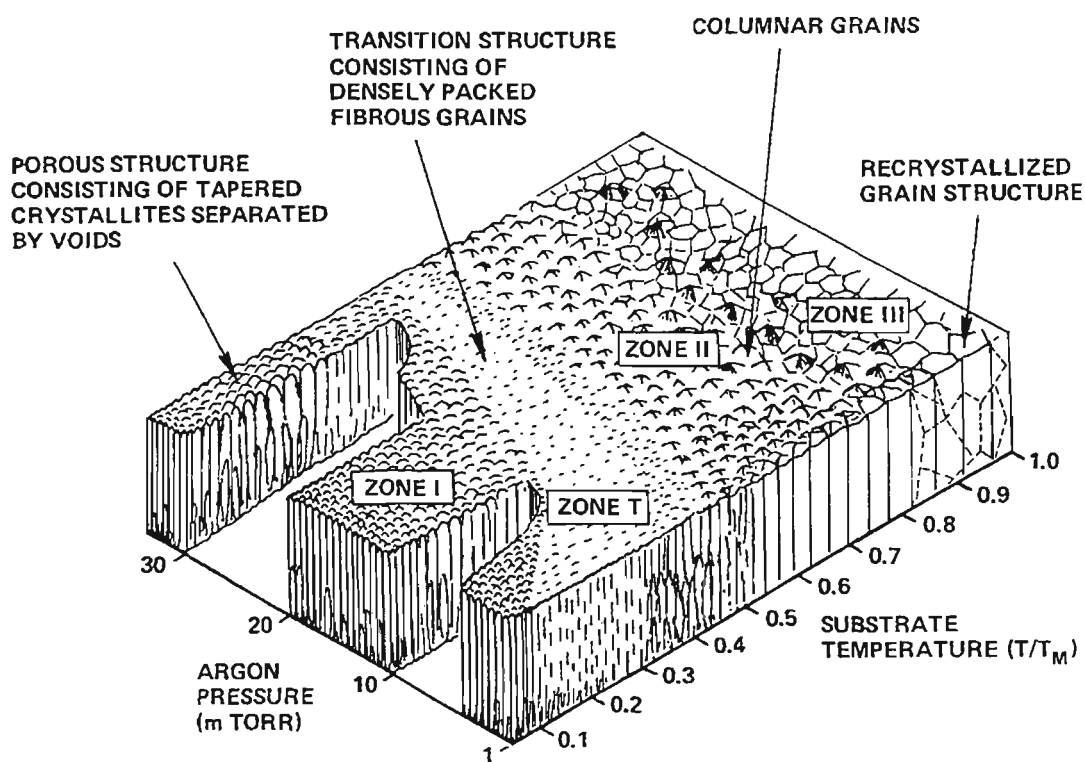 COLUMNAR GRAINS
TRANSITION STRUCTURE
CONSISTING OF
DENSELY PACKED
FIBROUS GRAINS
POROUS STRUCTURE
CONSISTING OF TAPERED
CRYSTALLITES SEPARATED
BY VOIDS
RECRYSTALLIZED
GRAIN STRUCTURE
ZONE III
ZONE II
ZONE I
ZONE T
30
20
10
1
ARGON
PRESSURE
(m TORR)
0.1
0.2
0.3
0.4
0.5
0.6
0.7
0.8
0.9
1.0
SUBSTRATE
TEMPERATURE (T/TM)